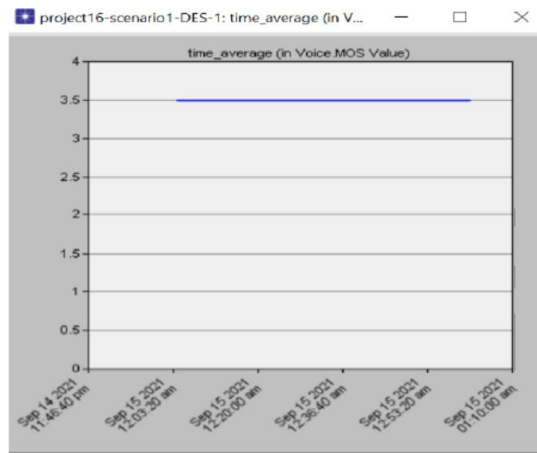 project16-scenario1-DES-1: time_average (in V...
time_average (in Voice.MOS Value)
4
3.5
3
2.5
2
1.5
1
0.5
0
Sep 14 2021
11:46:40 pm
Sep 15 2021
12:03:20 am
Sep 15 2021
12:20:00 am
Sep 15 2021
12:36:40 am
Sep 15 2021
12:53:20 am
Sep 15 2021
01:10:00 am